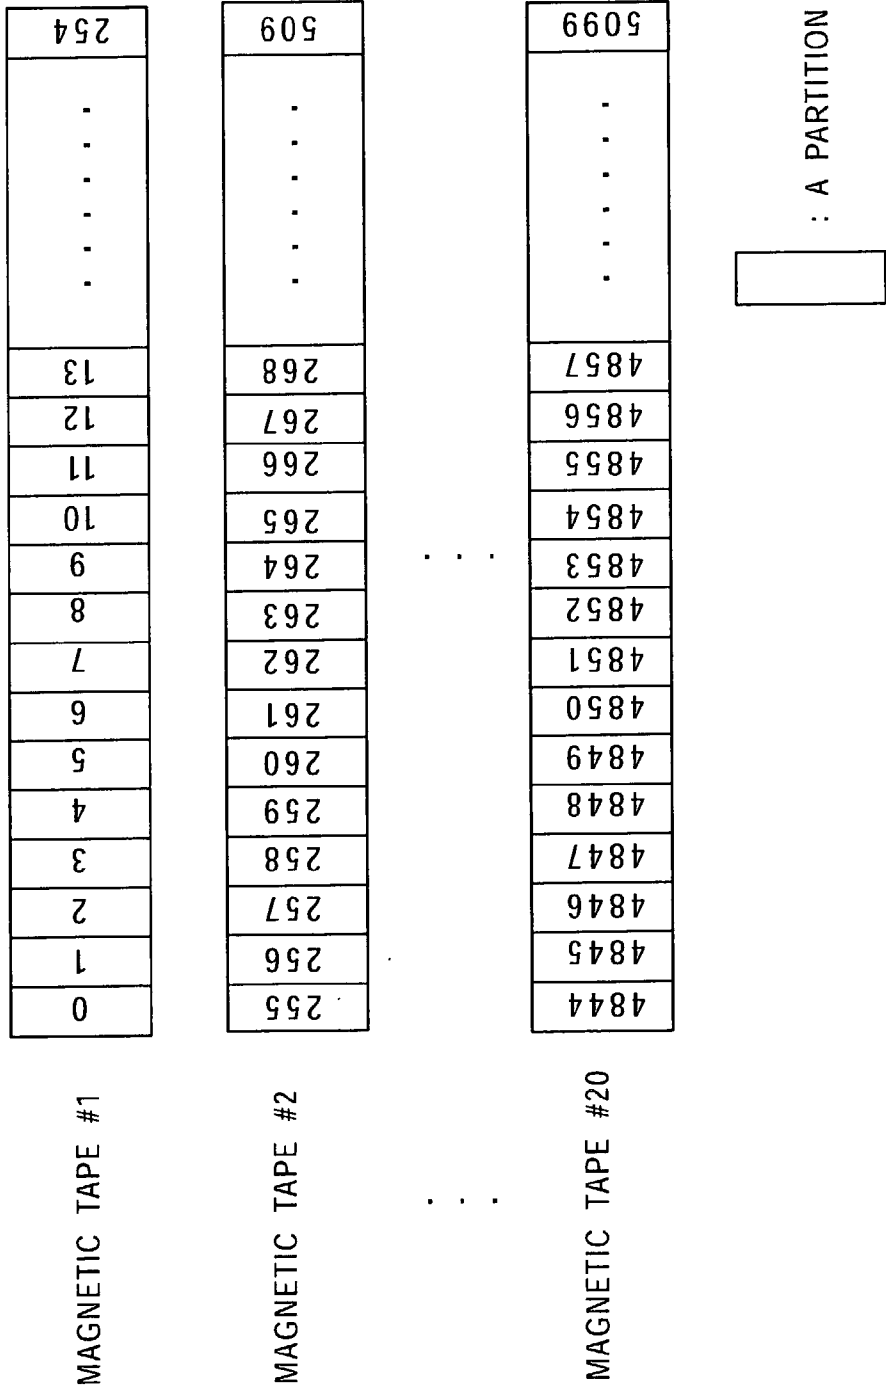 MAGNETIC TAPE #1
0 1 2 3 4 5 6 7 8 9 10 11 12 13 ...... 254
MAGNETIC TAPE #2
255 256 257 258 259 260 261 262 263 264 265 266 267 268 ...... 509
... ...
MAGNETIC TAPE #20
4844 4845 4846 4847 4848 4849 4850 4851 4852 4853 4854 4855 4856 4857 ...... 5099
: A PARTITION